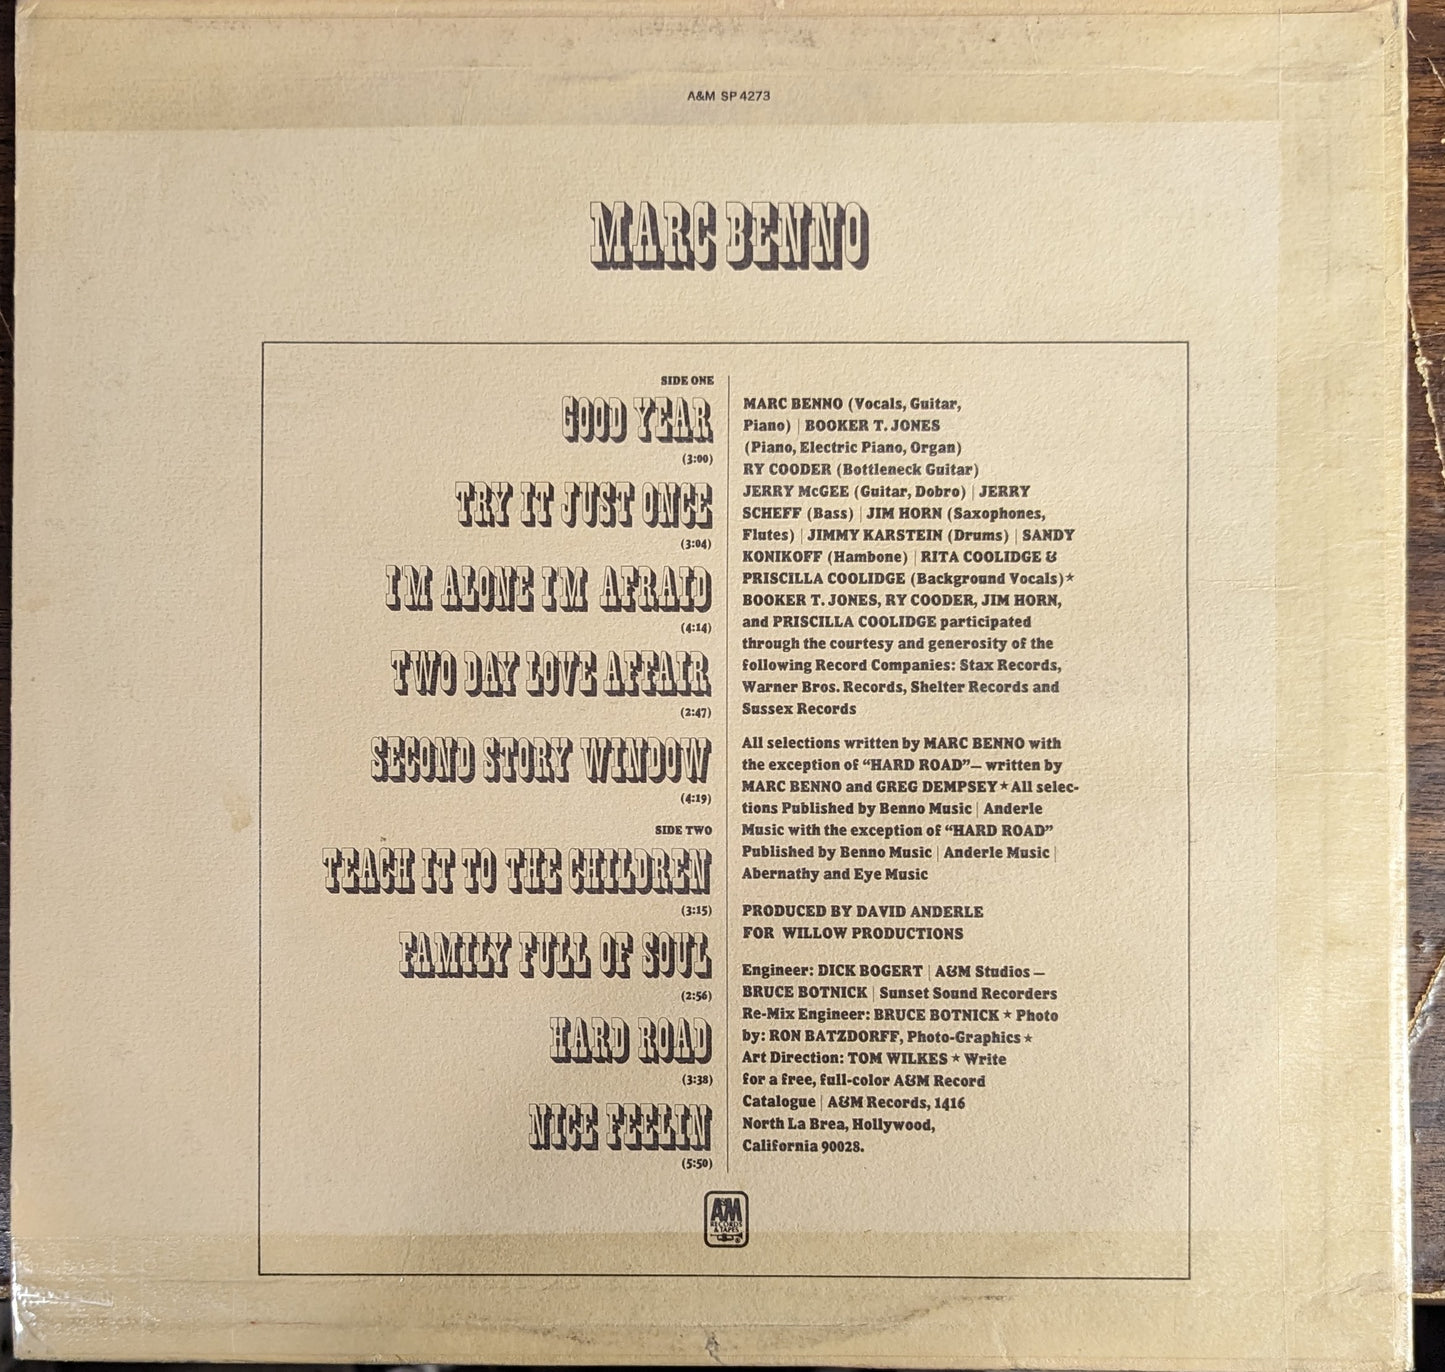 A&M SP 4273
MARC BENNO
SIDE ONE
GOOD YEAR
(3:00)
TRY IT JUST ONCE
(3:04)
I'M ALONE I'M AFRAID
(4:14)
TWO DAY LOVE AFFAIR
(2:47)
SECOND STORY WINDOW
(4:19)
SIDE TWO
TEACH IT TO THE CHILDREN
(3:15)
FAMILY FULL OF SOUL
(2:56)
HARD ROAD
(3:38)
NICE FEELIN
(5:50)
MARC BENNO (Vocals, Guitar,
Piano) | BOOKER T. JONES
(Piano, Electric Piano, Organ)
RY COODER (Bottleneck Guitar)
JERRY McGEE (Guitar, Dobro) | JERRY
SCHEFF (Bass) | JIM HORN (Saxophones,
Flutes) | JIMMY KARSTEIN (Drums) | SANDY
KONIKOFF (Hambone) | RITA COOLIDGE &
PRISCILLA COOLIDGE (Background Vocals)★
BOOKER T. JONES, RY COODER, JIM HORN,
and PRISCILLA COOLIDGE participated
through the courtesy and generosity of the
following Record Companies: Stax Records,
Warner Bros. Records, Shelter Records and
Sussex Records
All selections written by MARC BENNO with
the exception of “HARD ROAD”— written by
MARC BENNO and GREG DEMPSEY★All selec-
tions Published by Benno Music | Anderle
Music with the exception of “HARD ROAD”
Published by Benno Music | Anderle Music |
Abernathy and Eye Music
PRODUCED BY DAVID ANDERLE
FOR WILLOW PRODUCTIONS
Engineer: DICK BOGERT | A&M Studios —
BRUCE BOTNICK | Sunset Sound Recorders
Re-Mix Engineer: BRUCE BOTNICK ★ Photo
by: RON BATZDORFF, Photo-Graphics ★
Art Direction: TOM WILKES ★ Write
for a free, full-color A&M Record
Catalogue | A&M Records, 1416
North La Brea, Hollywood,
California 90028.
A&M
RECORDS
& TAPES
®